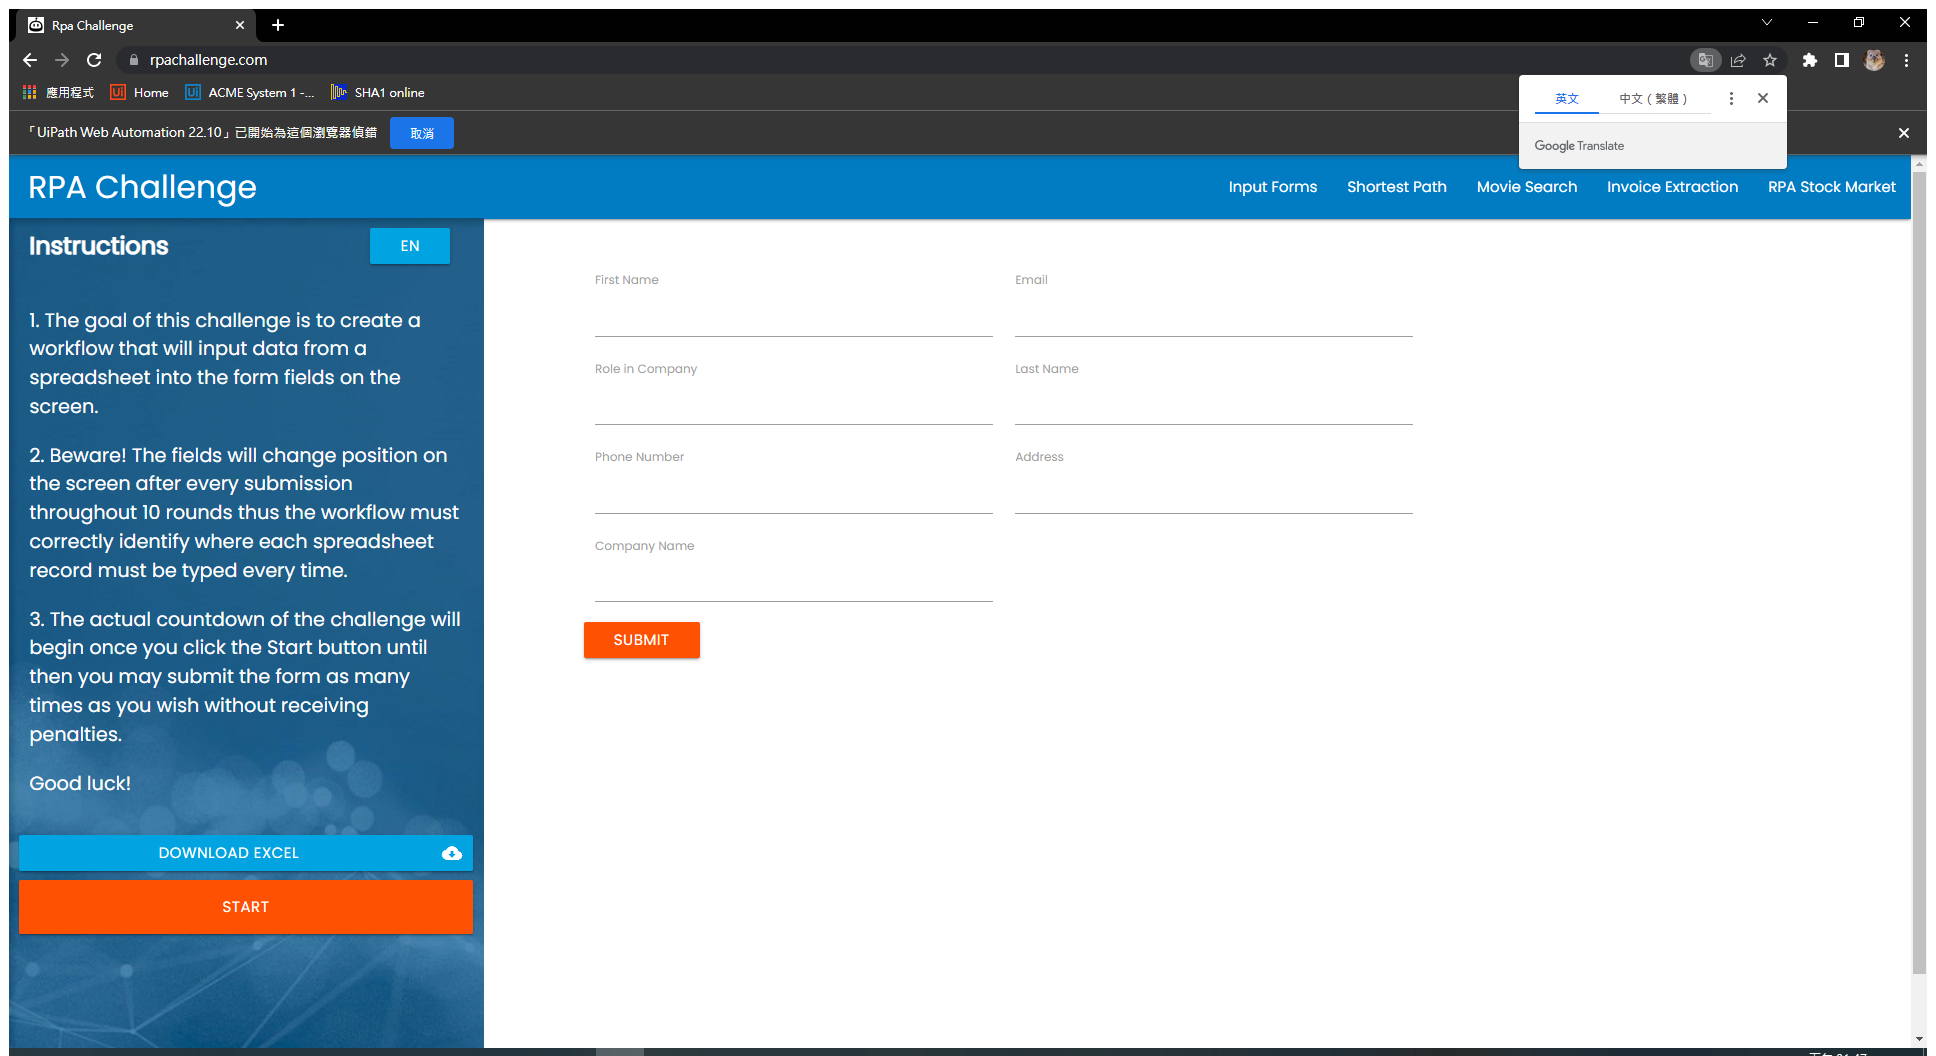 Rpa Challenge
rpachallenge.com
應用程式 Home ACME System 1 -... SHA1 online
英文 中文（繁體）
「UiPath Web Automation 22.10」已開始為這個瀏覽器偵錯 取消
Google Translate
RPA Challenge
Input Forms Shortest Path Movie Search Invoice Extraction RPA Stock Market
Instructions
EN
1. The goal of this challenge is to create a
workflow that will input data from a
spreadsheet into the form fields on the
screen.
2. Beware! The fields will change position on
the screen after every submission
throughout 10 rounds thus the workflow must
correctly identify where each spreadsheet
record must be typed every time.
3. The actual countdown of the challenge will
begin once you click the Start button until
then you may submit the form as many
times as you wish without receiving
penalties.
Good luck!
DOWNLOAD EXCEL
START
First Name Email
Role in Company Last Name
Phone Number Address
Company Name
SUBMIT